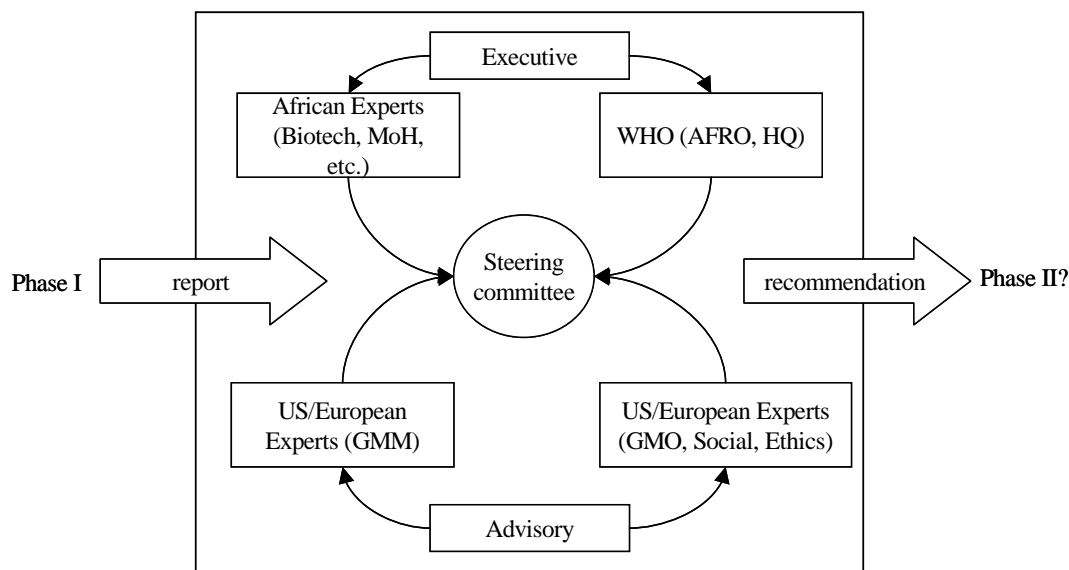 Executive
African Experts
(Biotech, MoH,
etc.)
WHO (AFRO, HQ)
Phase I
report
Steering
committee
recommendation
Phase II?
US/European
Experts (GMM)
US/European Experts
(GMO, Social, Ethics)
Advisory